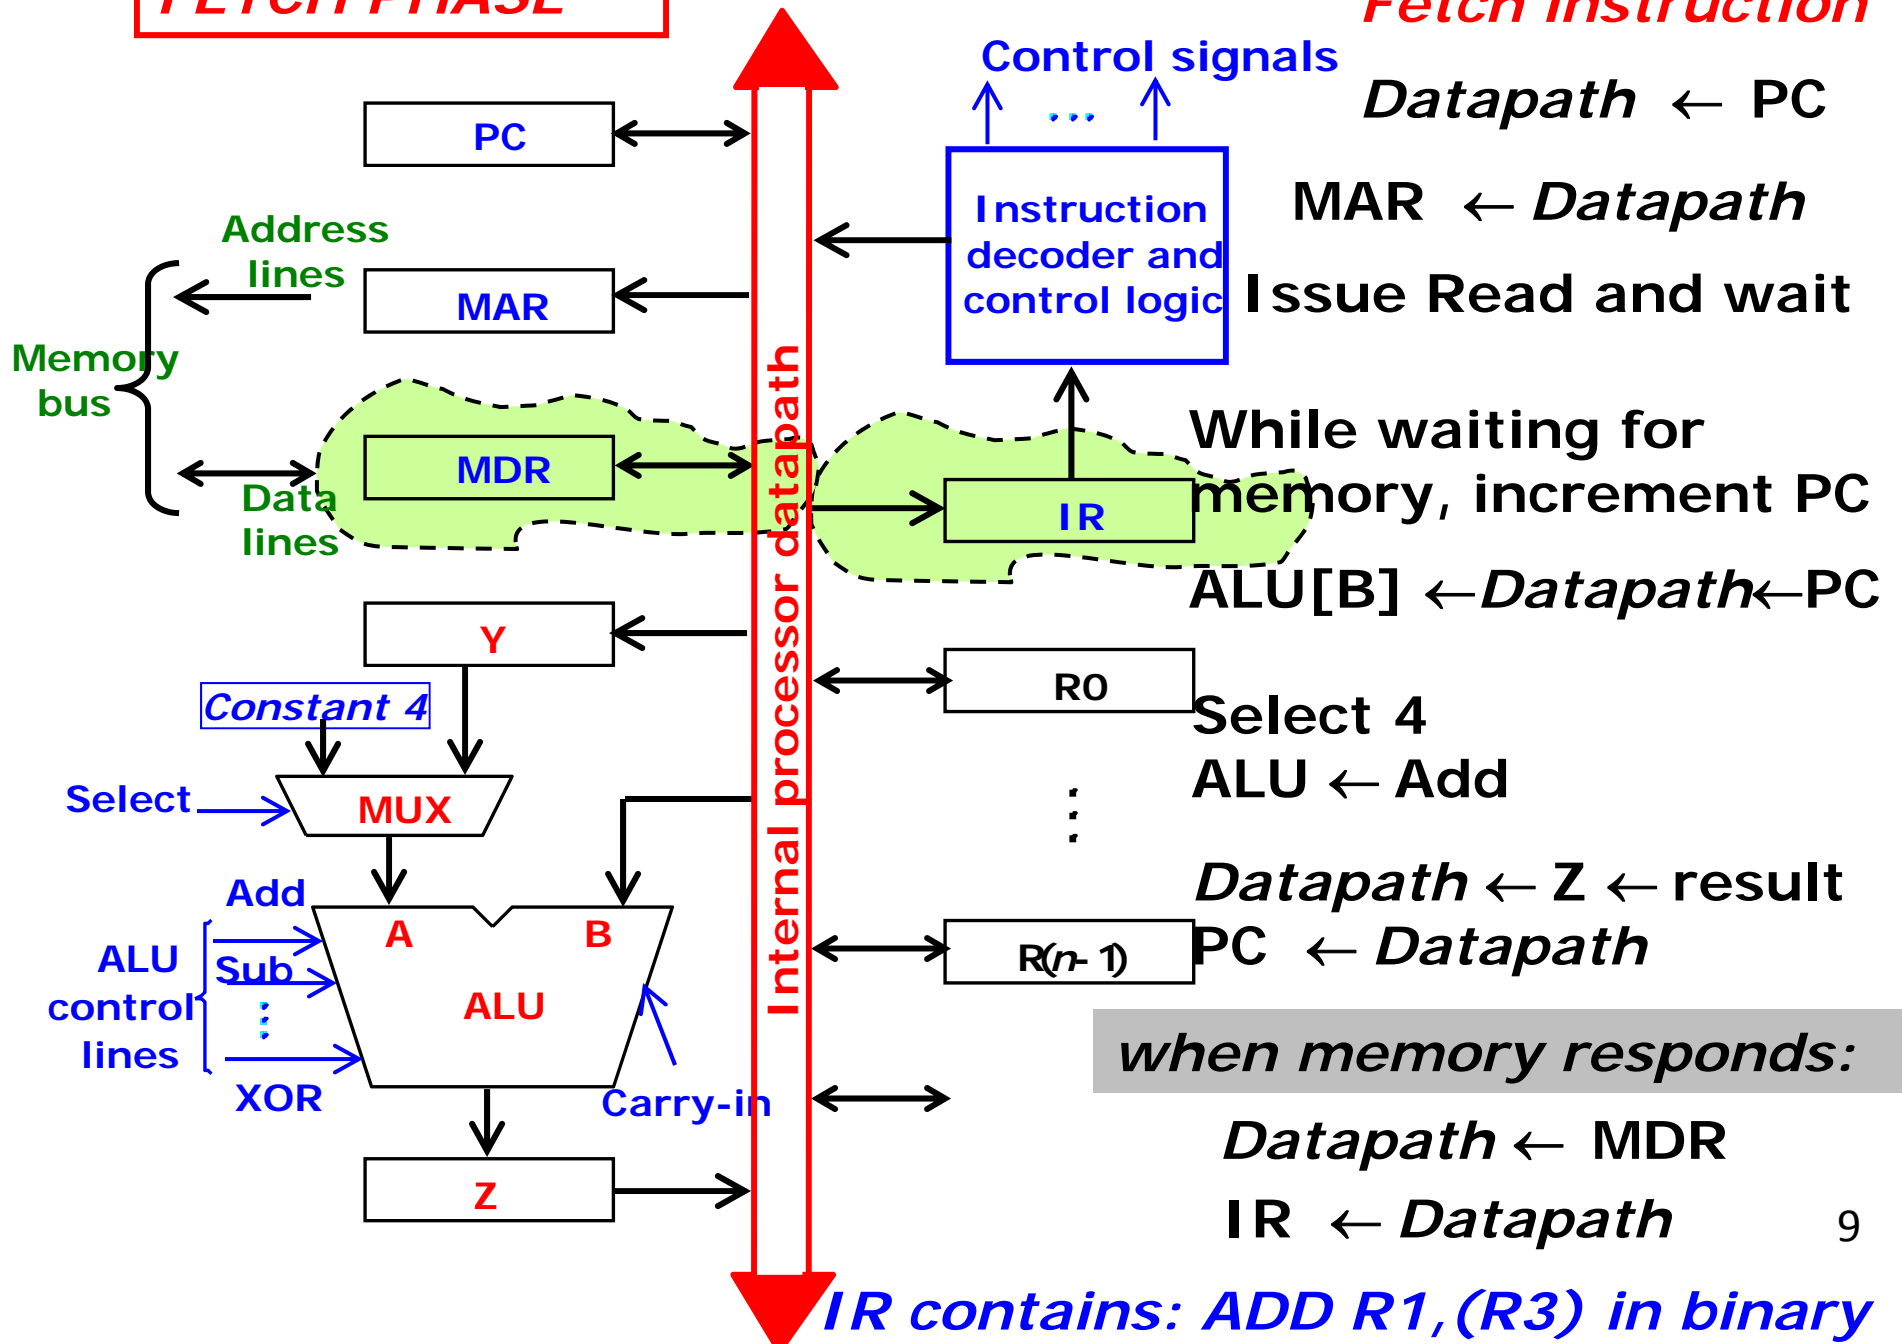 FETCH PHASE
Fetch Instruction
Control signals
...
Datapath ← PC
PC
Instruction
decoder and
control logic
MAR ← Datapath
Address
lines
MAR
Issue Read and wait
Memory
bus
MDR
Data
lines
IR
While waiting for
memory, increment PC
ALU[B] ←Datapath←PC
Internal processor datapath
Y
R0
Constant 4
Select 4
ALU ← Add
Select
MUX
⋮
Add
A
B
Datapath ← Z ← result
PC ← Datapath
R(n-1)
ALU
control
lines
Sub
⋮
ALU
XOR
Carry-in
when memory responds:
Z
Datapath ← MDR
IR ← Datapath
9
IR contains: ADD R1,(R3) in binary